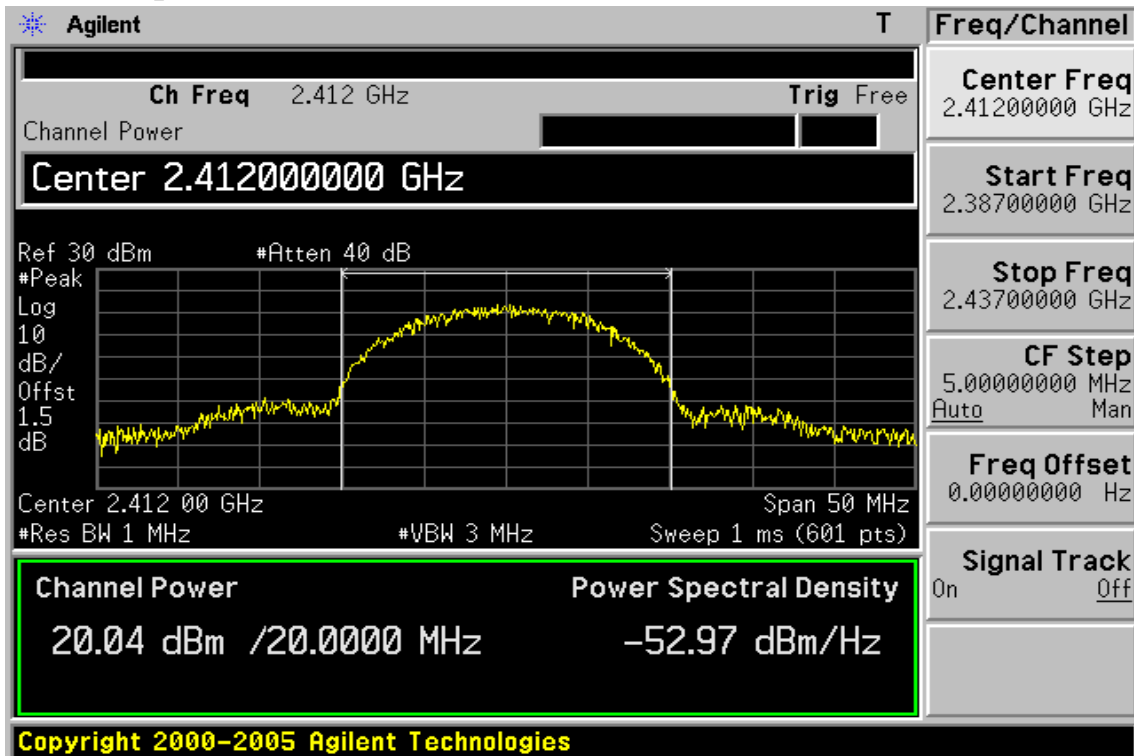 Agilent T
Ch Freq 2.412 GHz Trig Free
Channel Power
Center 2.412000000 GHz
Ref 30 dBm #Atten 40 dB
#Peak
Log
10
dB/
Offst
1.5
dB
Center 2.412 00 GHz Span 50 MHz
#Res BW 1 MHz #VBW 3 MHz Sweep 1 ms (601 pts)
Channel Power Power Spectral Density
20.04 dBm /20.0000 MHz -52.97 dBm/Hz
Copyright 2000-2005 Agilent Technologies
Freq/Channel
Center Freq
2.41200000 GHz
Start Freq
2.38700000 GHz
Stop Freq
2.43700000 GHz
CF Step
5.00000000 MHz
Auto Man
Freq Offset
0.00000000 Hz
Signal Track
On Off